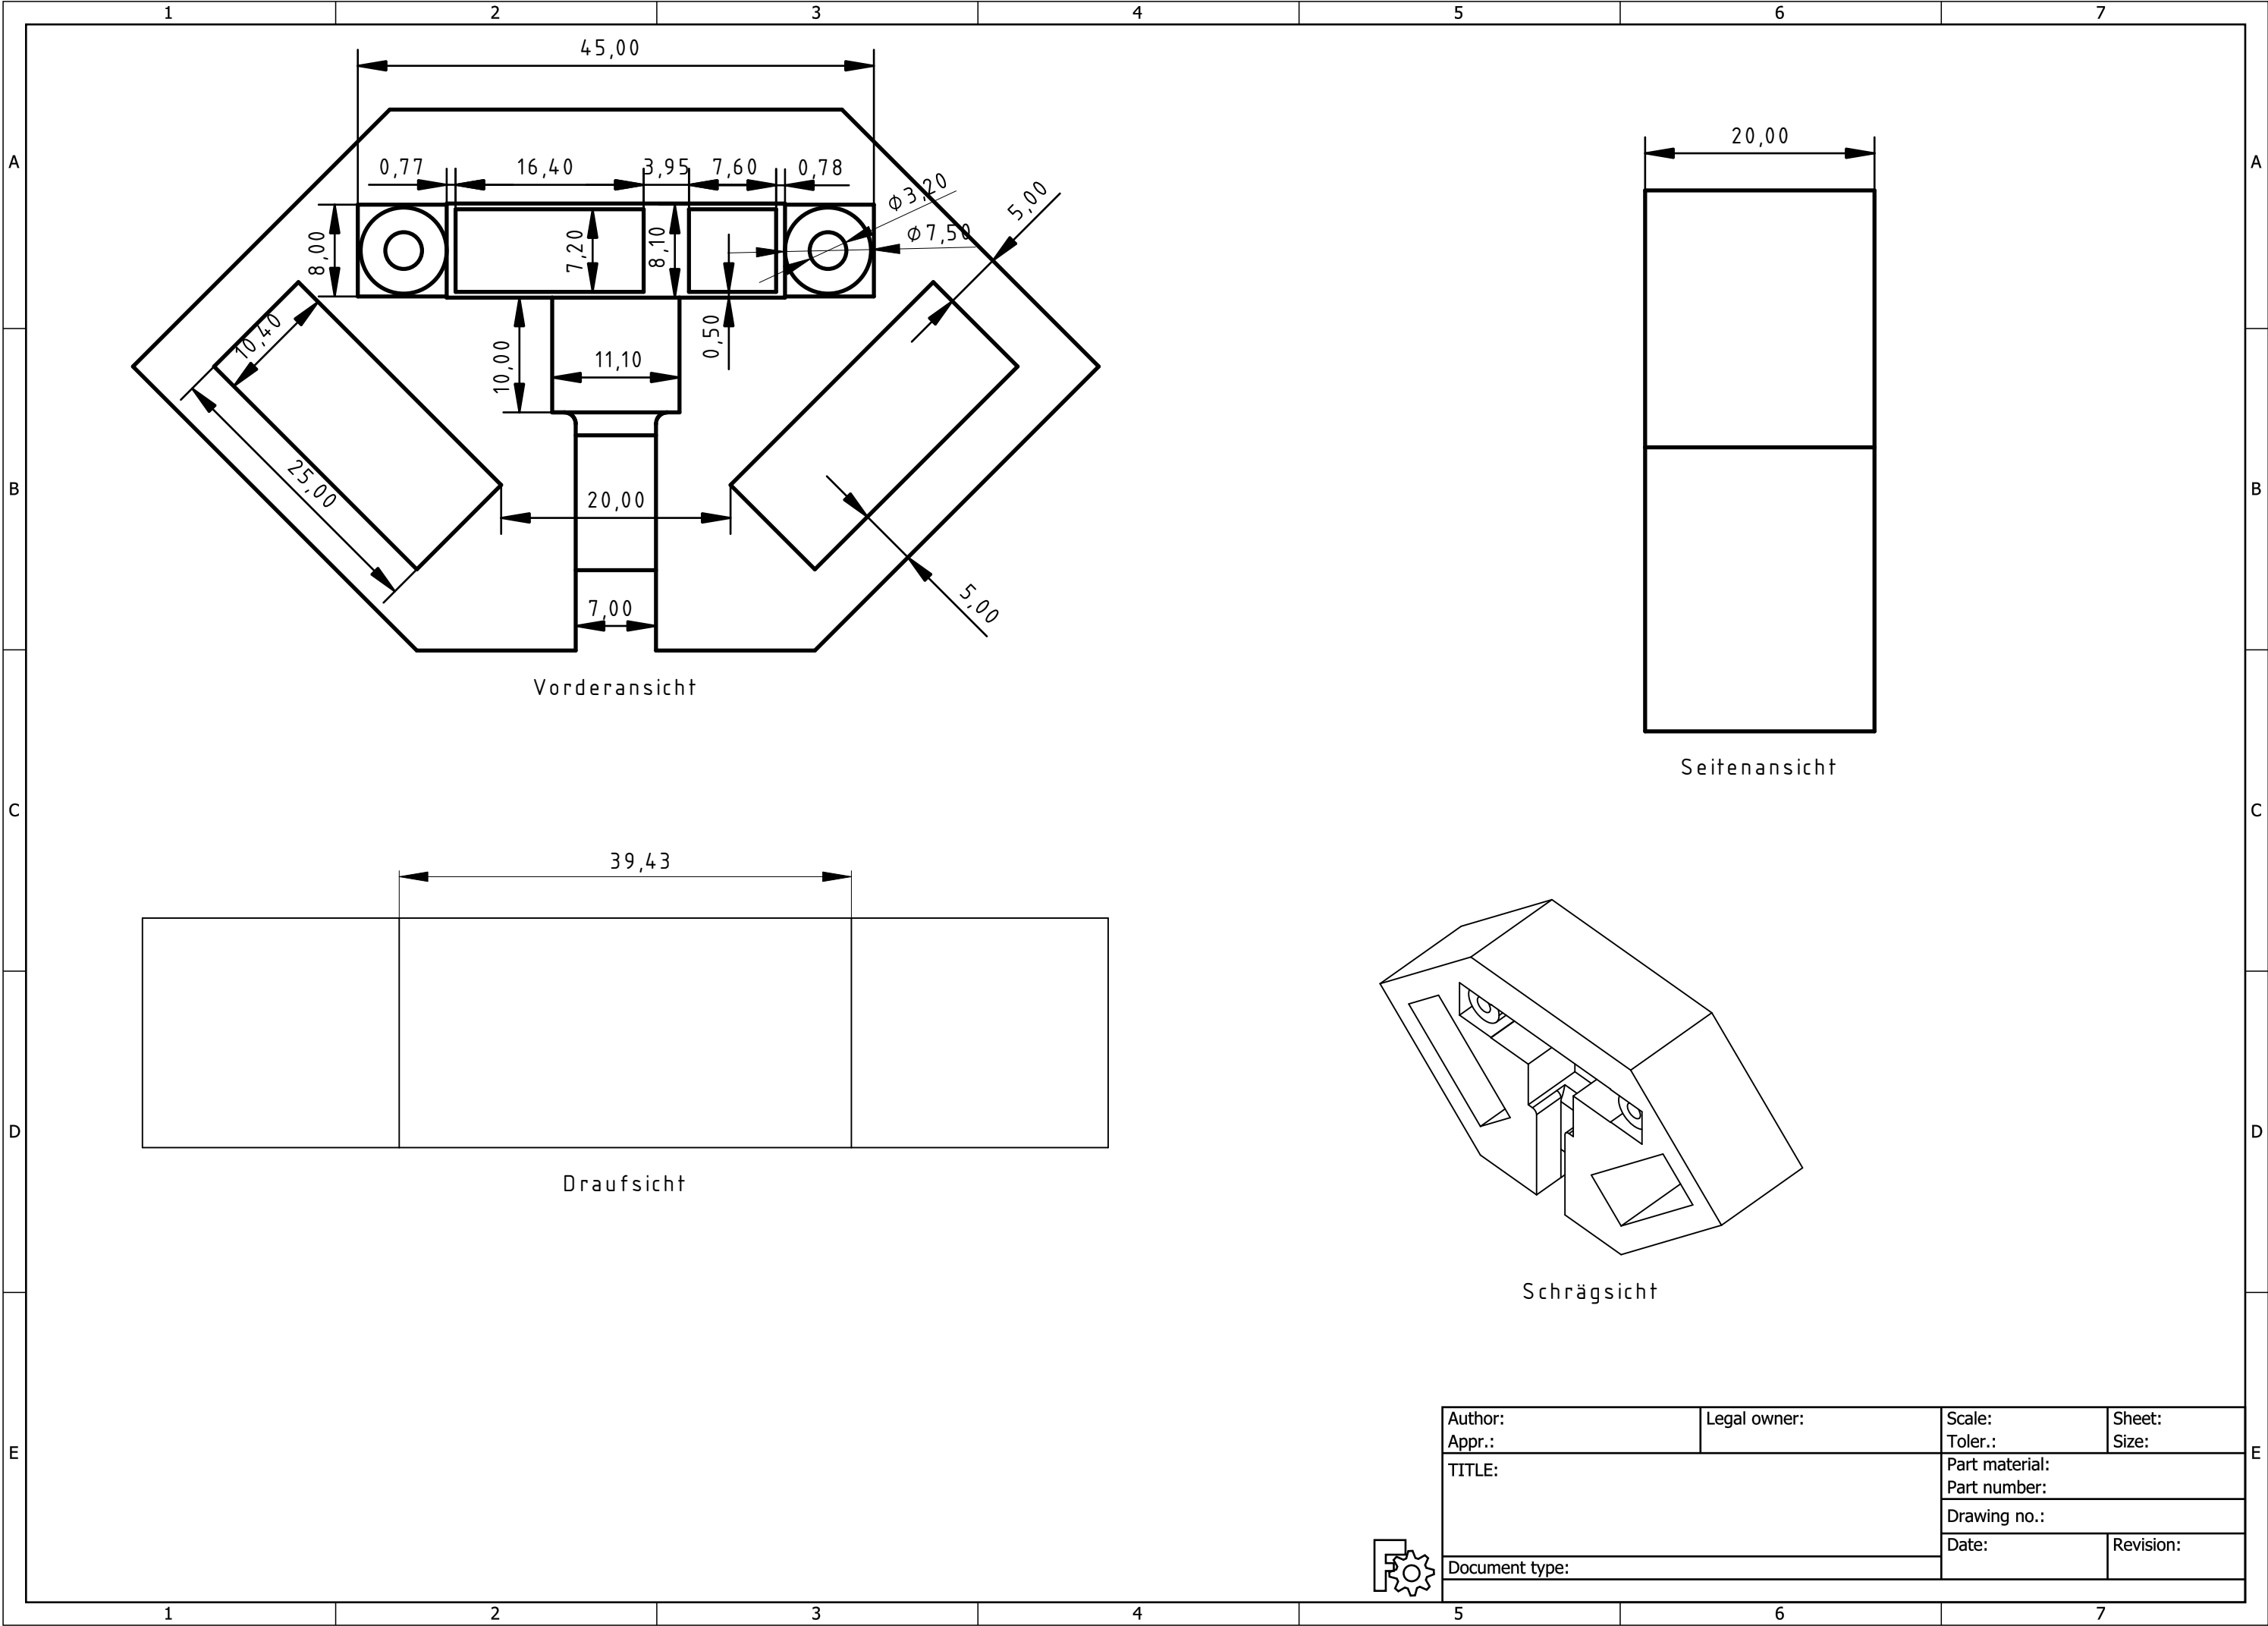 1 2 3 4 5 6 7
45,00
20,00
A A
0,77 16,40 3,95 7,60 0,78
⌀3,20
5,00
⌀7,50
8,00 7,20 8,10
10,40
0,50
10,00
11,10
25,00
B B
20,00
5,00
7,00
Vorderansicht
Seitenansicht
C C
39,43
D D
Draufsicht
Schrägsicht
Author: Legal owner: Scale: Sheet:
Appr.: Toler.: Size:
E E
TITLE: Part material:
Part number:
Drawing no.:
Date: Revision:
Document type:
1 2 3 4 5 6 7